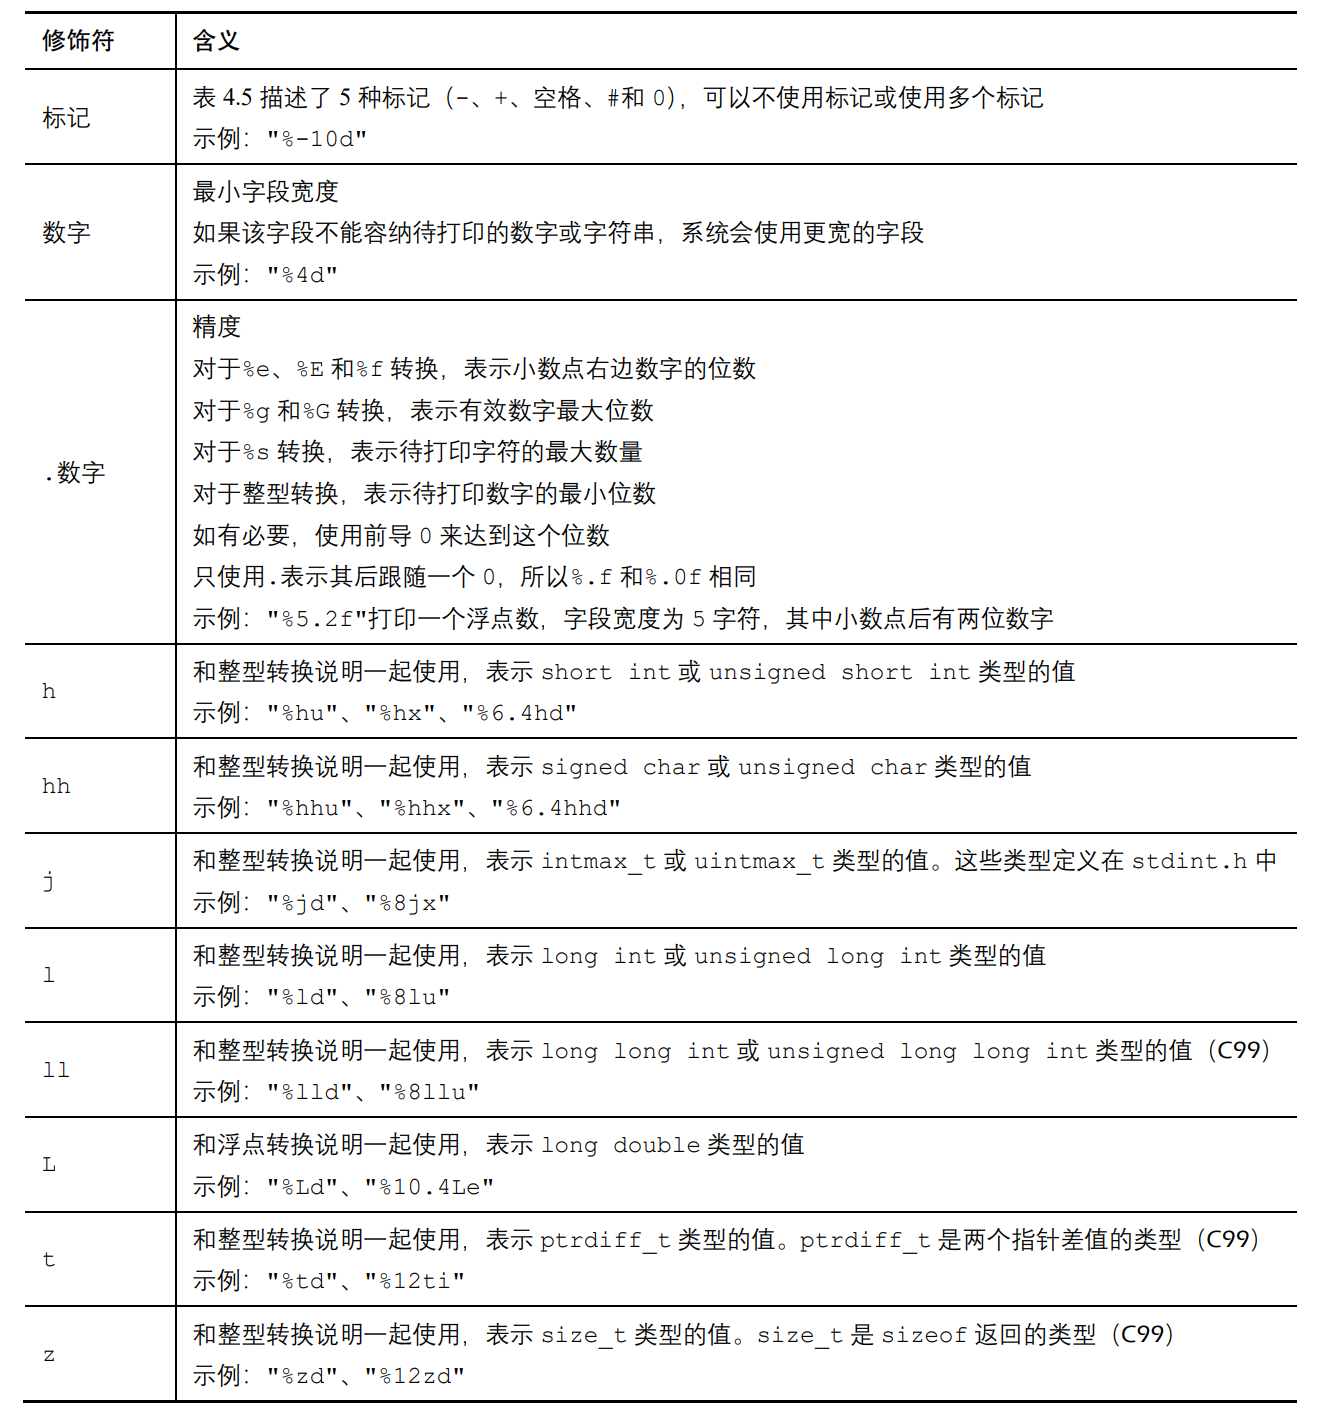 修饰符 含义
标记
表 4.5 描述了 5 种标记（-、+、空格、#和 0），可以不使用标记或使用多个标记
示例："%-10d"
数字
最小字段宽度
如果该字段不能容纳待打印的数字或字符串，系统会使用更宽的字段
示例："%4d"
.数字
精度
对于%e、%E 和%f 转换，表示小数点右边数字的位数
对于%g 和%G 转换，表示有效数字最大位数
对于%s 转换，表示待打印字符的最大数量
对于整型转换，表示待打印数字的最小位数
如有必要，使用前导 0 来达到这个位数
只使用.表示其后跟随一个 0，所以%.f 和%.0f 相同
示例："%5.2f"打印一个浮点数，字段宽度为 5 字符，其中小数点后有两位数字
h
和整型转换说明一起使用，表示 short int 或 unsigned short int 类型的值
示例："%hu"、"%hx"、"%6.4hd"
hh
和整型转换说明一起使用，表示 signed char 或 unsigned char 类型的值
示例："%hhu"、"%hhx"、"%6.4hhd"
j
和整型转换说明一起使用，表示 intmax_t 或 uintmax_t 类型的值。这些类型定义在 stdint.h 中
示例："%jd"、"%8jx"
l
和整型转换说明一起使用，表示 long int 或 unsigned long int 类型的值
示例："%ld"、"%8lu"
ll
和整型转换说明一起使用，表示 long long int 或 unsigned long long int 类型的值（C99）
示例："%lld"、"%8llu"
L
和浮点转换说明一起使用，表示 long double 类型的值
示例："%Ld"、"%10.4Le"
t
和整型转换说明一起使用，表示 ptrdiff_t 类型的值。ptrdiff_t 是两个指针差值的类型（C99）
示例："%td"、"%12ti"
z
和整型转换说明一起使用，表示 size_t 类型的值。size_t 是 sizeof 返回的类型（C99）
示例："%zd"、"%12zd"